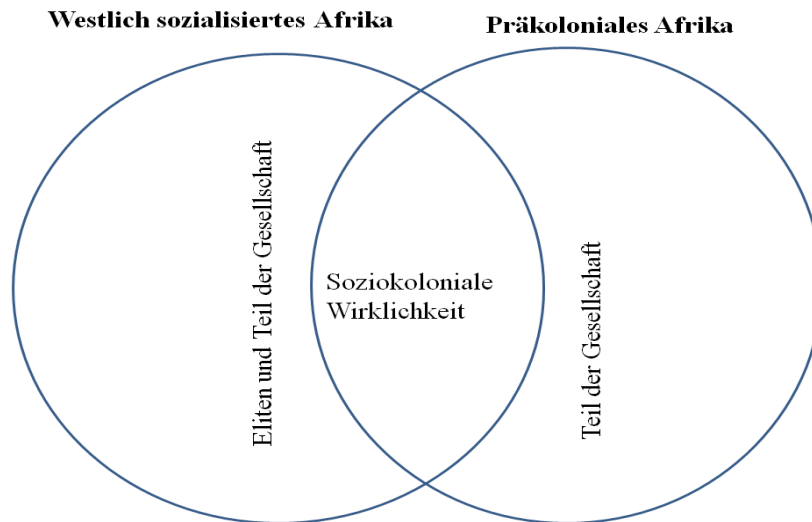 Westlich sozialisiertes Afrika
Präkoloniales Afrika
Eliten und Teil der Gesellschaft
Soziokoloniale
Wirklichkeit
Teil der Gesellschaft